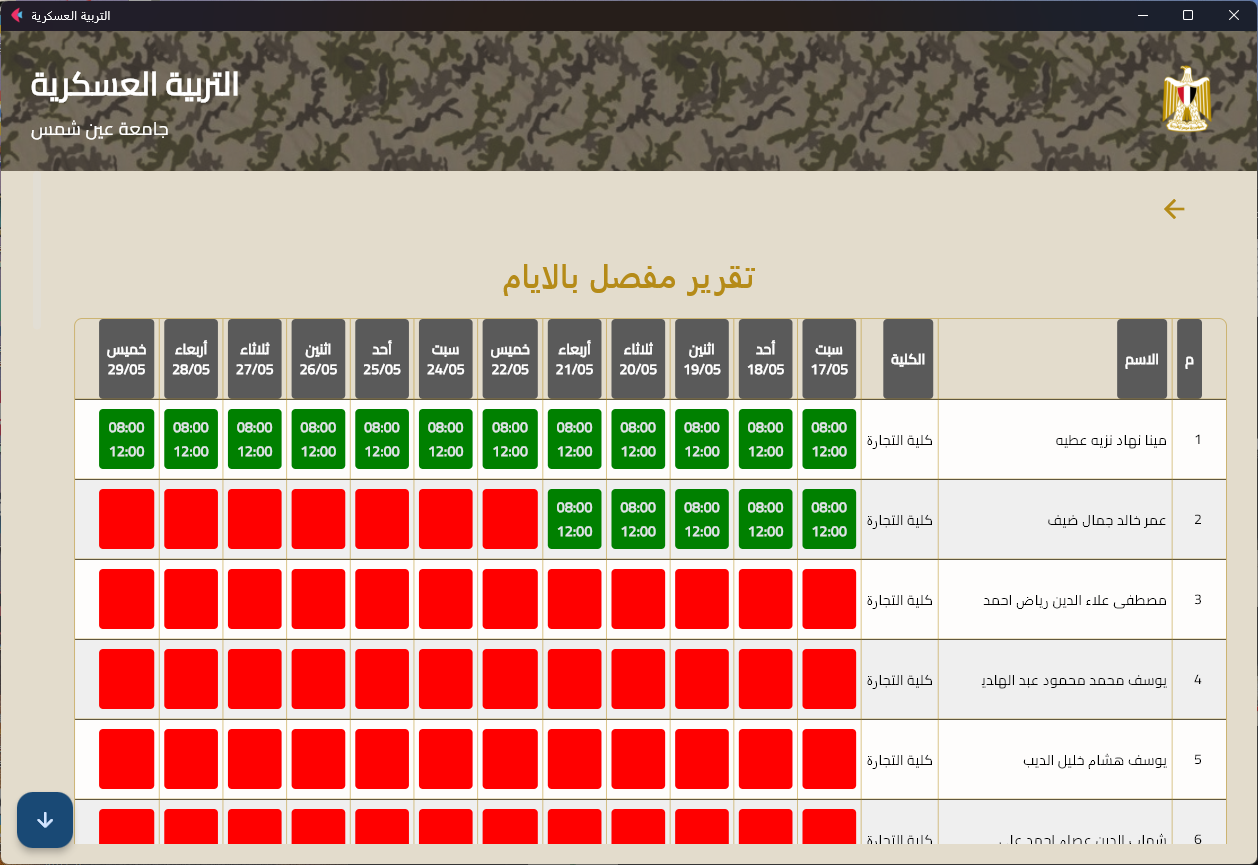 التربية العسكرية
التربية العسكرية
جامعة عين شمس
تقرير مفصل بالايام
م الاسم الكلية سبت 17/05 أحد 18/05 اثنين 19/05 ثلاثاء 20/05 أربعاء 21/05 خميس 22/05 سبت 24/05 أحد 25/05 اثنين 26/05 ثلاثاء 27/05 أربعاء 28/05 خميس 29/05
1 مينا نهاد نزيه عطيه كلية التجارة 08:00 08:00 08:00 08:00 08:00 08:00 08:00 08:00 08:00 08:00 08:00 08:00
12:00 12:00 12:00 12:00 12:00 12:00 12:00 12:00 12:00 12:00 12:00 12:00
2 عمر خالد جمال ضيف كلية التجارة 08:00 08:00 08:00 08:00 08:00
12:00 12:00 12:00 12:00 12:00
3 مصطفى علاء الدين رياض احمد كلية التجارة
4 يوسف محمد محمود عبد الهادي كلية التجارة
5 يوسف هشام خليل الديب كلية التجارة
6 شهاب الدين عصام احمد علي كلية التجارة